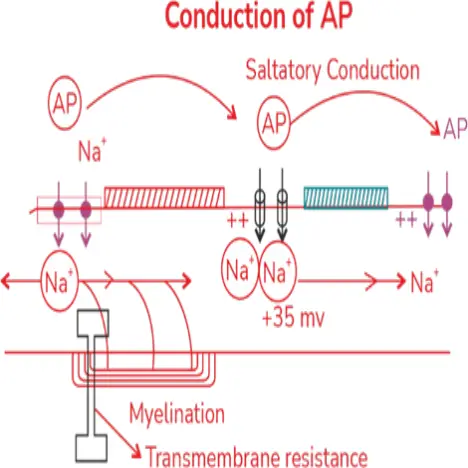 Conduction of AP
Saltatory Conduction
AP
AP
AP
Na⁺
++
++
Na⁺
Na⁺
Na⁺
Na⁺
+35 mv
Myelination
Transmembrane resistance